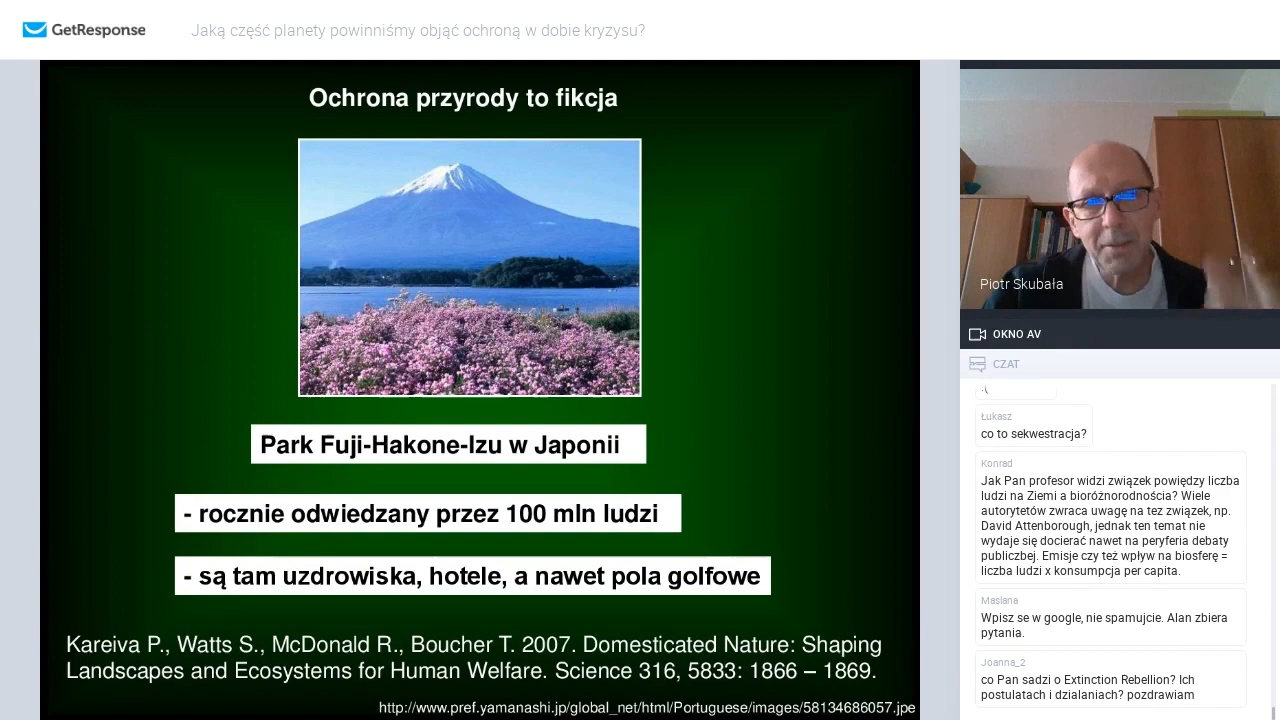 GetResponse
Jaką część planety powinniśmy objąć ochroną w dobie kryzysu?
Ochrona przyrody to fikcja
Park Fuji-Hakone-Izu w Japonii
- rocznie odwiedzany przez 100 mln ludzi
- są tam uzdrowiska, hotele, a nawet pola golfowe
Kareiva P., Watts S., McDonald R., Boucher T. 2007. Domesticated Nature: Shaping
Landscapes and Ecosystems for Human Welfare. Science 316, 5833: 1866 – 1869.
http://www.pref.yamanashi.jp/global_net/html/Portuguese/images/58134686057.jpe
Piotr Skubała
OKNO AV
CZAT
:(
Łukasz
co to sekwestracja?
Konrad
Jak Pan profesor widzi związek powiędzy liczba
ludzi na Ziemi a bioróżnorodnościa? Wiele
autorytetów zwraca uwagę na tez związek, np.
David Attenborough, jednak ten temat nie
wydaje się docierać nawet na peryferia debaty
publiczbej. Emisje czy też wpływ na biosferę =
liczba ludzi x konsumpcja per capita.
Maslana
Wpisz se w google, nie spamujcie. Alan zbiera
pytania.
Joanna_2
co Pan sadzi o Extinction Rebellion? Ich
postulatach i dzialaniach? pozdrawiam